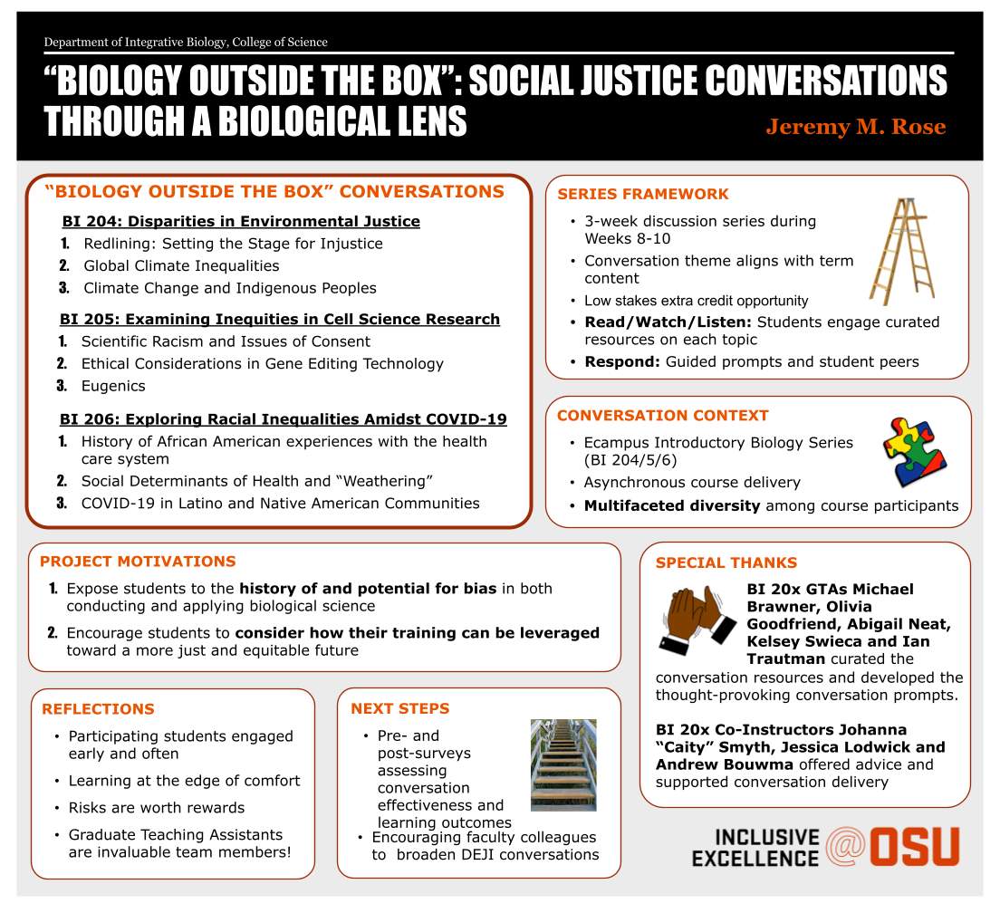 Department of Integrative Biology, College of Science
“BIOLOGY OUTSIDE THE BOX”: SOCIAL JUSTICE CONVERSATIONS
THROUGH A BIOLOGICAL LENS
Jeremy M. Rose
“BIOLOGY OUTSIDE THE BOX” CONVERSATIONS
BI 204: Disparities in Environmental Justice
1. Redlining: Setting the Stage for Injustice
2. Global Climate Inequalities
3. Climate Change and Indigenous Peoples
BI 205: Examining Inequities in Cell Science Research
1. Scientific Racism and Issues of Consent
2. Ethical Considerations in Gene Editing Technology
3. Eugenics
BI 206: Exploring Racial Inequalities Amidst COVID-19
1. History of African American experiences with the health
care system
2. Social Determinants of Health and “Weathering”
3. COVID-19 in Latino and Native American Communities
SERIES FRAMEWORK
• 3-week discussion series during
Weeks 8-10
• Conversation theme aligns with term
content
• Low stakes extra credit opportunity
• Read/Watch/Listen: Students engage curated
resources on each topic
• Respond: Guided prompts and student peers
CONVERSATION CONTEXT
• Ecampus Introductory Biology Series
(BI 204/5/6)
• Asynchronous course delivery
• Multifaceted diversity among course participants
PROJECT MOTIVATIONS
1. Expose students to the history of and potential for bias in both
conducting and applying biological science
2. Encourage students to consider how their training can be leveraged
toward a more just and equitable future
SPECIAL THANKS
BI 20x GTAs Michael
Brawner, Olivia
Goodfriend, Abigail Neat,
Kelsey Swieca and Ian
Trautman curated the
conversation resources and developed the
thought-provoking conversation prompts.
BI 20x Co-Instructors Johanna
“Caity” Smyth, Jessica Lodwick and
Andrew Bouwma offered advice and
supported conversation delivery
REFLECTIONS
• Participating students engaged
early and often
• Learning at the edge of comfort
• Risks are worth rewards
• Graduate Teaching Assistants
are invaluable team members!
NEXT STEPS
• Pre- and
post-surveys
assessing
conversation
effectiveness and
learning outcomes
• Encouraging faculty colleagues
to broaden DEJI conversations
INCLUSIVE
EXCELLENCE @OSU